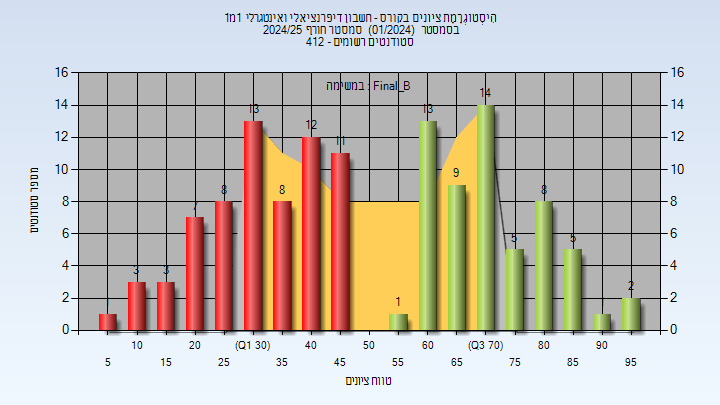 הִיסְטוֹגְרָמַת ציונים בקורס - חשבון דיפרנציאלי ואינטגרלי 1מ1
בסמסטר (01/2024) סמסטר חורף 2024/25
סטודנטים רשומים - 412
במשימה : Final_B
מספר סטודנטים
16 16
14 14
12 12
10 10
8 8
6 6
4 4
2 2
0 0
3 3 8 13 8 12 11 1 13 9 14 5 8 5 2
10 20 (Q1 30) 40 50 60 (Q3 70) 80 90
5 15 25 35 45 55 65 75 85 95
טווח ציונים